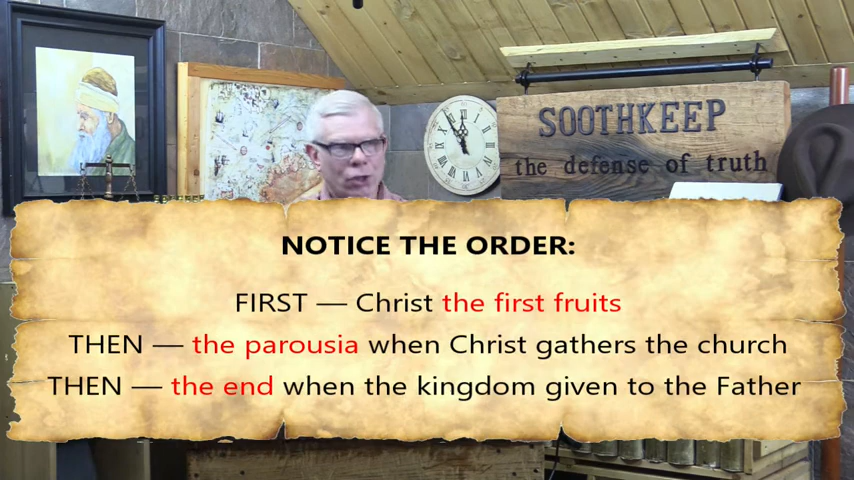 SOOTHKEEP
the defense of truth
NOTICE THE ORDER:
FIRST — Christ the first fruits
THEN — the parousia when Christ gathers the church
THEN — the end when the kingdom given to the Father